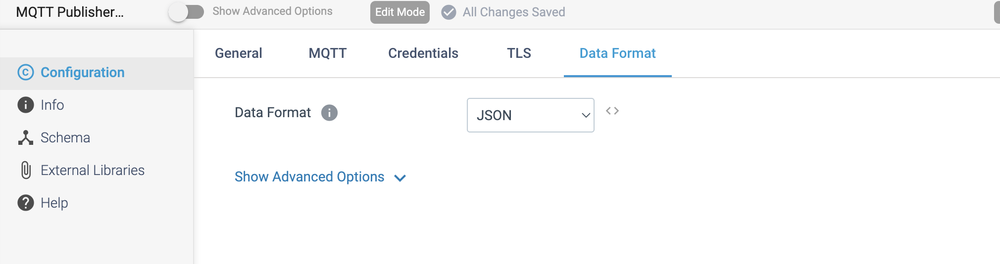 MQTT Publisher...
Show Advanced Options
Edit Mode
All Changes Saved
Configuration
Info
Schema
External Libraries
Help
General
MQTT
Credentials
TLS
Data Format
Data Format
JSON
Show Advanced Options